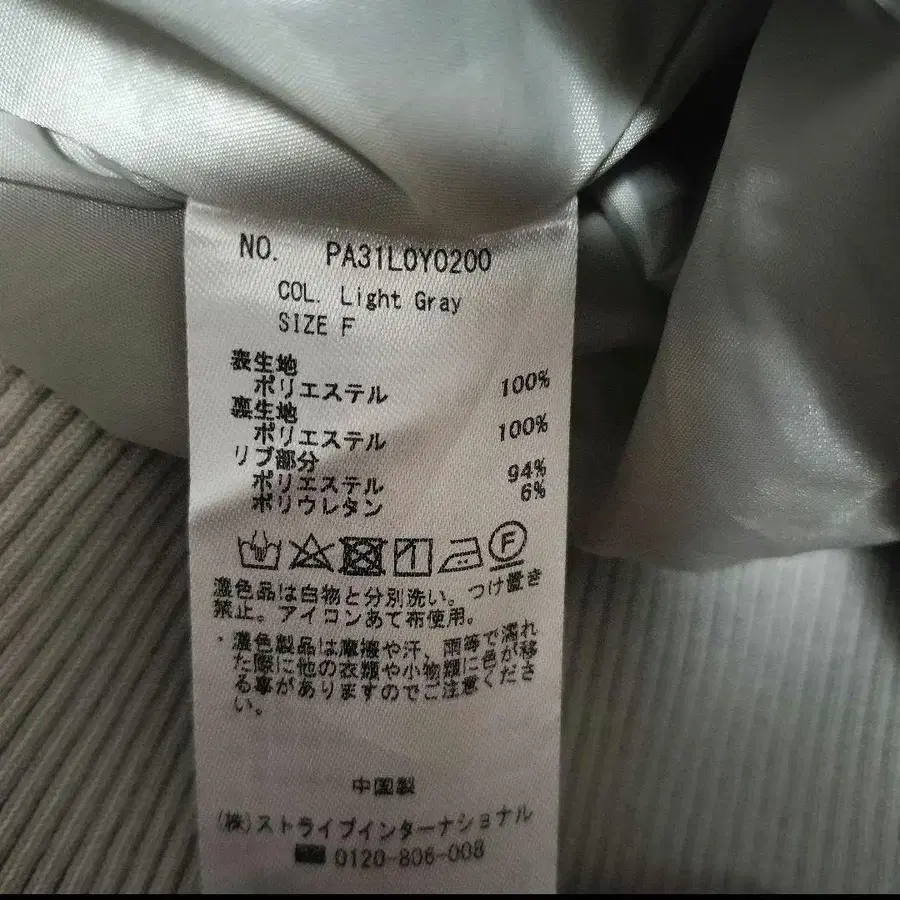 NO. PA31L0Y0200
COL. Light Gray
SIZE F
表生地
ポリエステル 100%
裏生地
ポリエステル 100%
リブ部分
ポリエステル 94%
ポリウレタン 6%
F
濃色品は白物と分別洗い。つけ置き
禁止。アイロンあて布使用。
・濃色製品は摩擦や汗、雨等で濡れ
た際に他の衣類や小物類に色が移
る事がありますのでご注意くださ
い。
中国製
(株)ストライプインターナショナル
0120-806-008